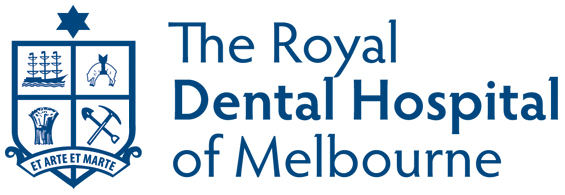 The Royal
Dental Hospital
of Melbourne
ET ARTE ET MARTE